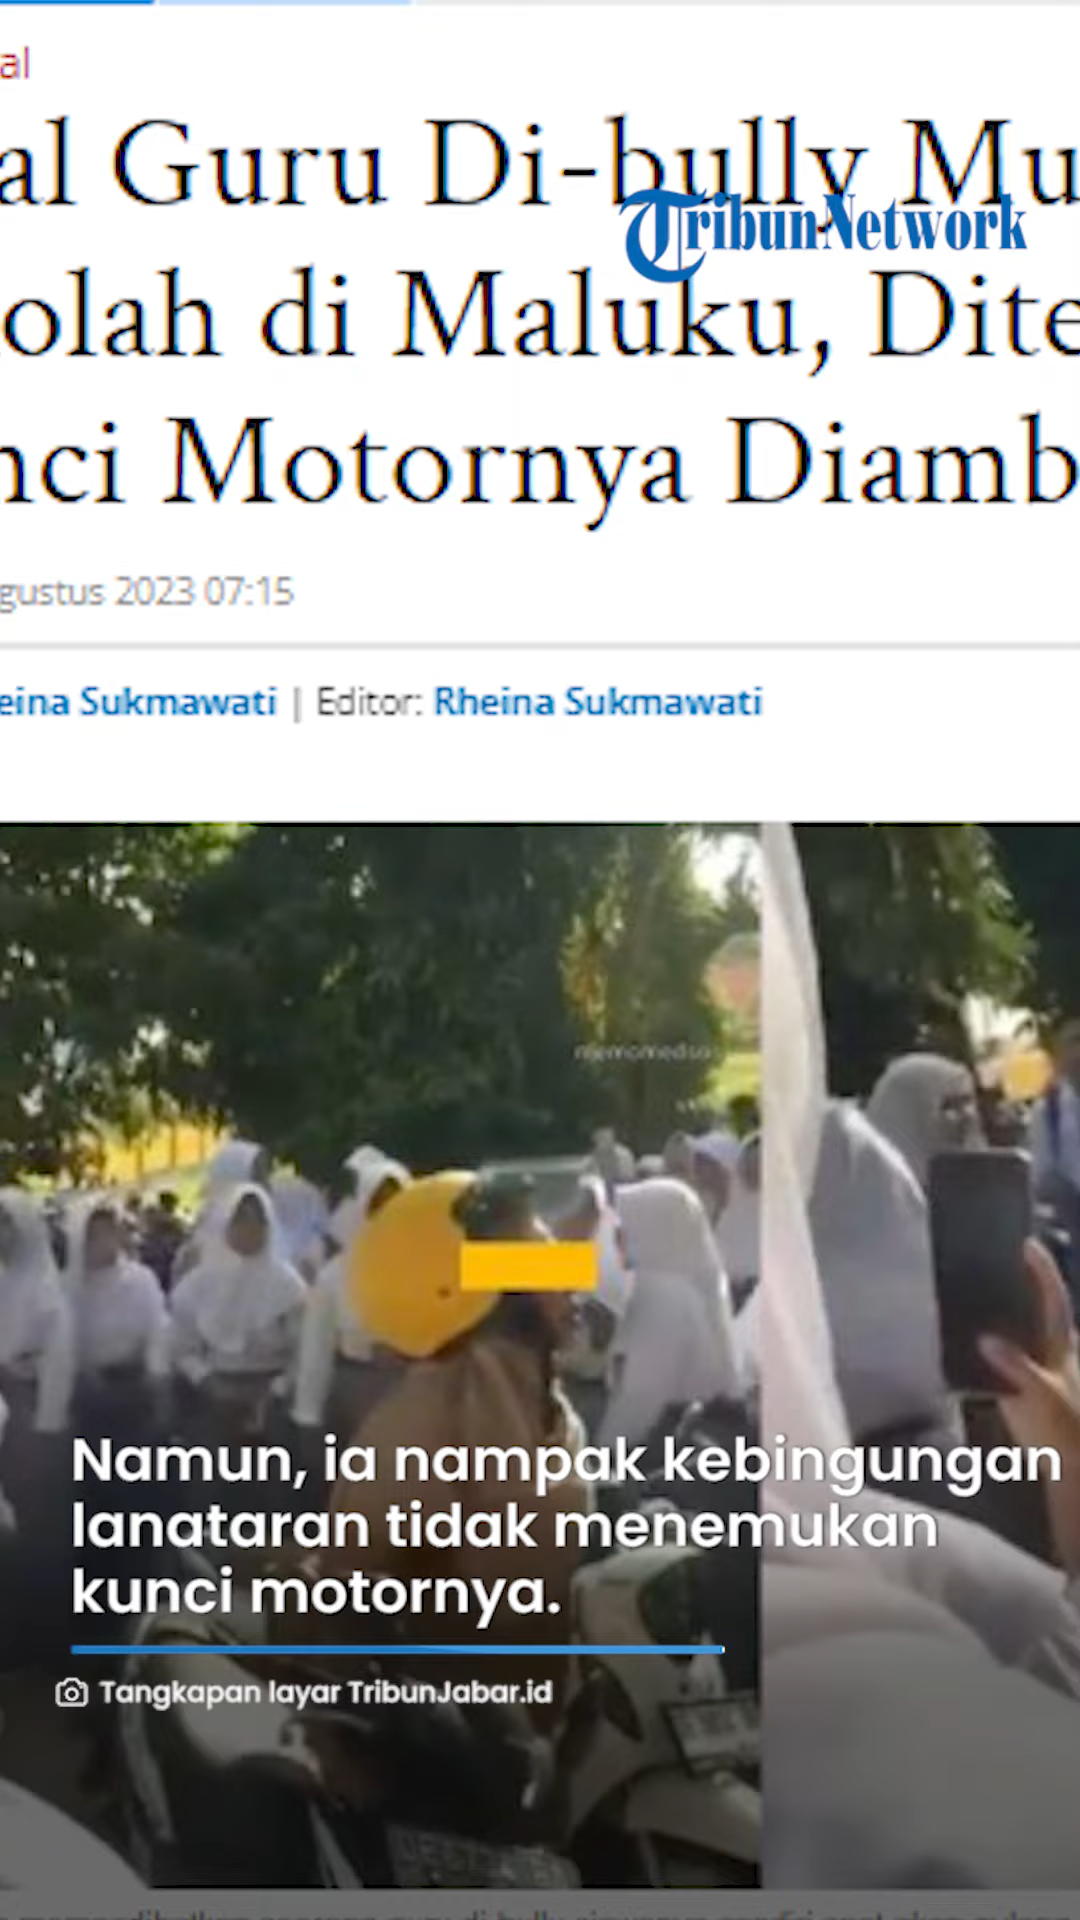 al
al Guru Di-bully Mu
TribunNetwork
olah di Maluku, Dite
nci Motornya Diamb
gustus 2023 07:15
eina Sukmawati | Editor: Rheina Sukmawati
memomedsos
Namun, ia nampak kebingungan
lanataran tidak menemukan
kunci motornya.
Tangkapan layar TribunJabar.id